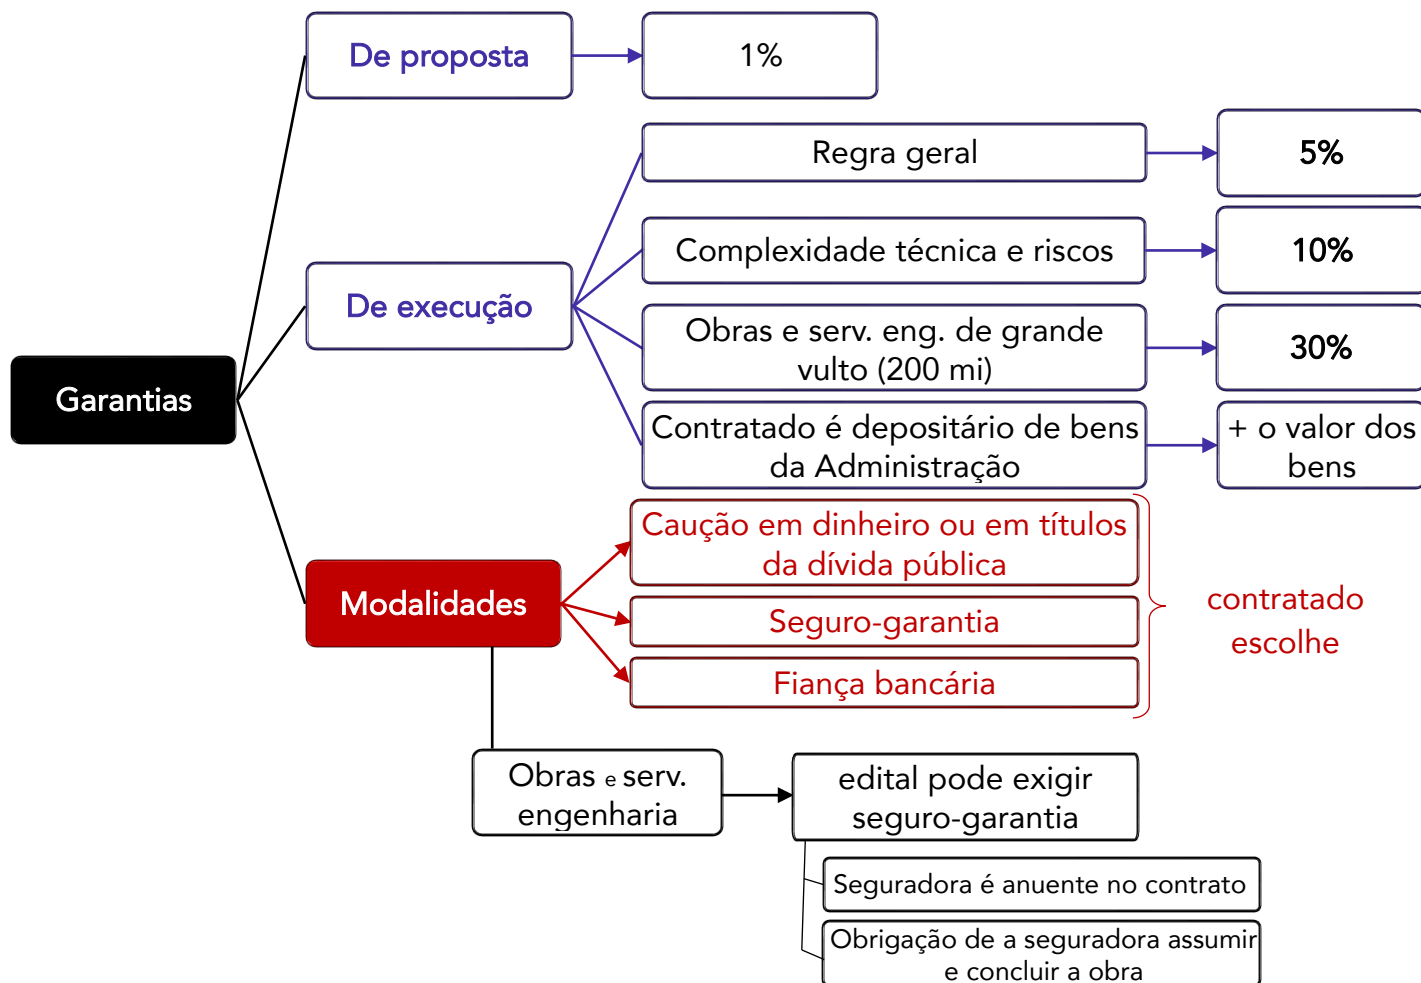 De proposta
1%
Regra geral
5%
Complexidade técnica e riscos
10%
De execução
Obras e serv. eng. de grande
vulto (200 mi)
30%
Garantias
Contratado é depositário de bens
da Administração
+ o valor dos
bens
Caução em dinheiro ou em títulos
da dívida pública
Modalidades
Seguro-garantia
contratado
escolhe
Fiança bancária
Obras e serv.
engenharia
edital pode exigir
seguro-garantia
Seguradora é anuente no contrato
Obrigação de a seguradora assumir
e concluir a obra